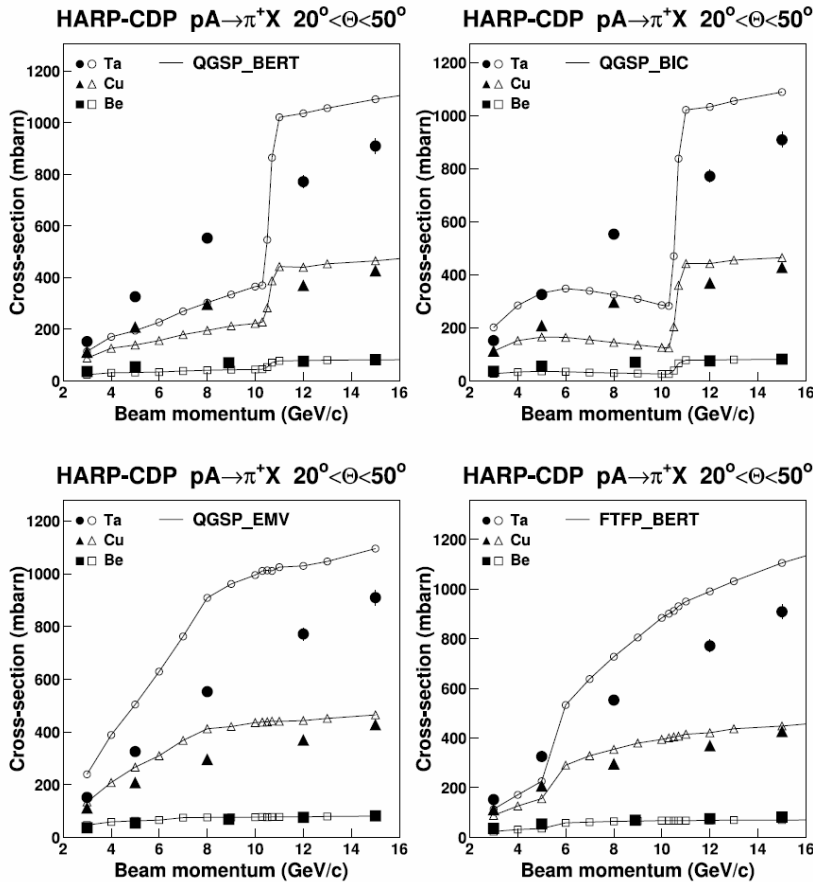 HARP-CDP pA→π⁺X 20°<Θ<50°
Cross-section (mbarn)
1200
1000
800
600
400
200
0
Ta
Cu
Be
QGSP_BERT
2 4 6 8 10 12 14 16
Beam momentum (GeV/c)
HARP-CDP pA→π⁺X 20°<Θ<50°
Cross-section (mbarn)
1200
1000
800
600
400
200
0
Ta
Cu
Be
QGSP_BIC
2 4 6 8 10 12 14 16
Beam momentum (GeV/c)
HARP-CDP pA→π⁺X 20°<Θ<50°
Cross-section (mbarn)
1200
1000
800
600
400
200
0
Ta
Cu
Be
QGSP_EMV
2 4 6 8 10 12 14 16
Beam momentum (GeV/c)
HARP-CDP pA→π⁺X 20°<Θ<50°
Cross-section (mbarn)
1200
1000
800
600
400
200
0
Ta
Cu
Be
FTFP_BERT
2 4 6 8 10 12 14 16
Beam momentum (GeV/c)